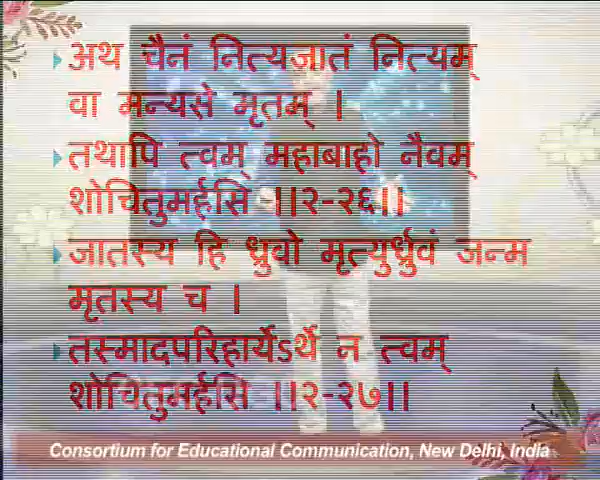 अथ चैनं नित्यजातं नित्यम्
वा मन्यसे मृतम् ।
तथापि त्वम् महाबाहो नैवम्
शोचितुमर्हसि ।।२-२६।।
जातस्य हि ध्रुवो मृत्युर्ध्रुवं जन्म
मृतस्य च ।
तस्मादपरिहार्येऽर्थे न त्वम्
शोचितुमर्हसि ।।२-२७।।
Consortium for Educational Communication, New Delhi, India